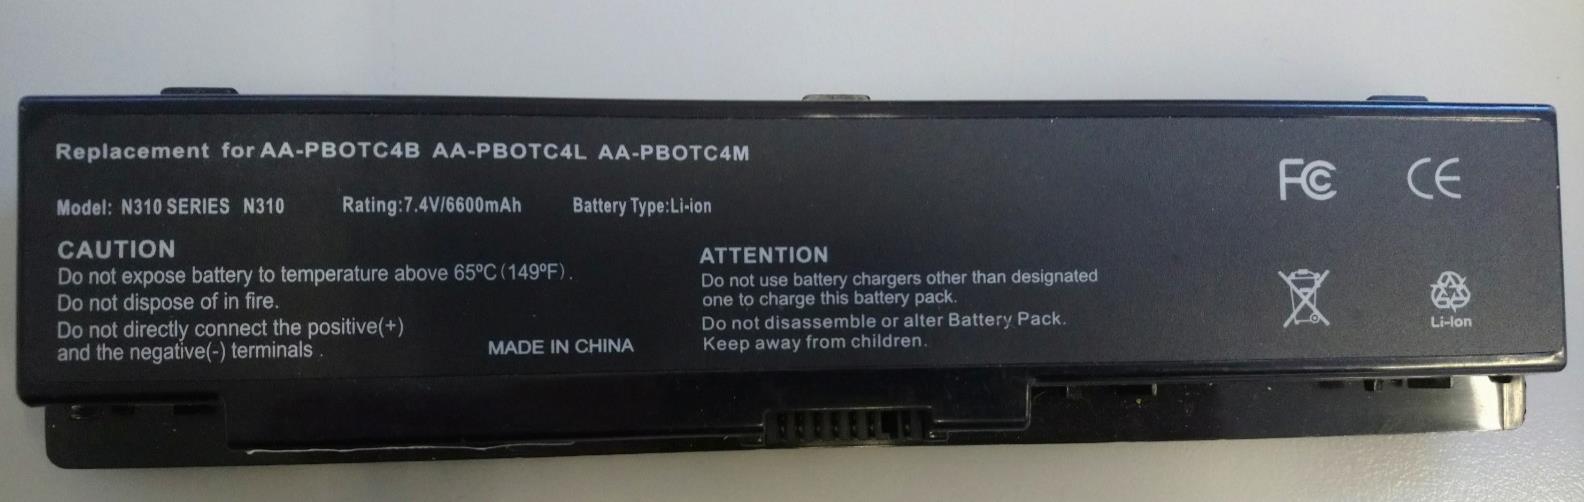 Replacement for AA-PBOTC4B AA-PBOTC4L AA-PBOTC4M
FC CE
Model: N310 SERIES N310 Rating:7.4V/6600mAh Battery Type:Li-ion
CAUTION
Do not expose battery to temperature above 65ºC(149ºF).
Do not dispose of in fire.
Do not directly connect the positive(+)
and the negative(-) terminals .
MADE IN CHINA
ATTENTION
Do not use battery chargers other than designated
one to charge this battery pack.
Do not disassemble or alter Battery Pack.
Keep away from children.
Li-Ion